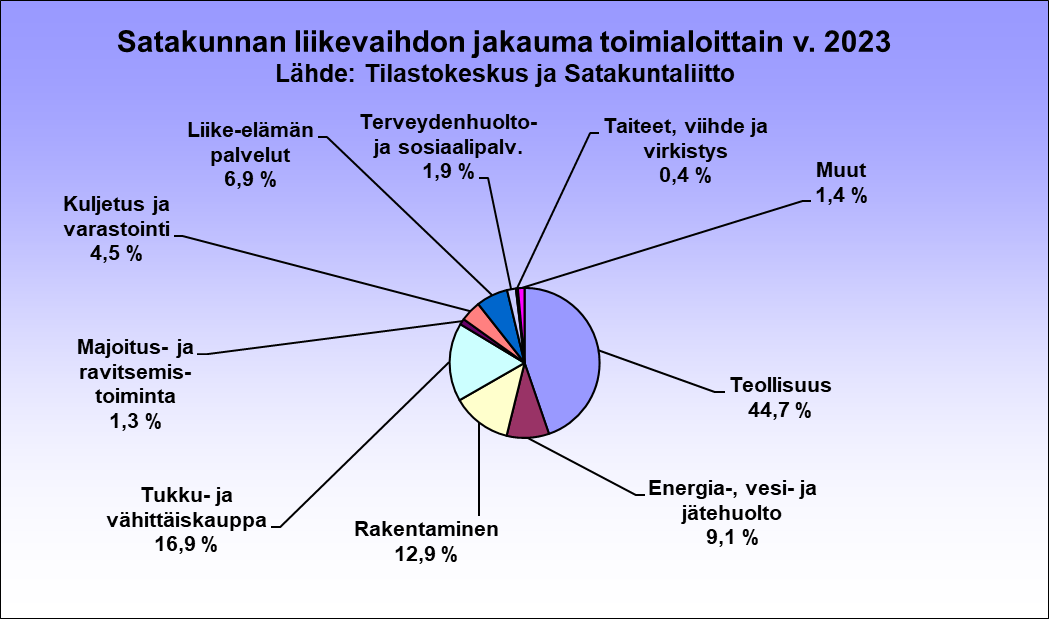 Satakunnan liikevaihdon jakauma toimialoittain v. 2023
Lähde: Tilastokeskus ja Satakuntaliitto
Liike-elämän
palvelut
6,9 %
Terveydenhuolto-
ja sosiaalipalv.
1,9 %
Taiteet, viihde ja
virkistys
0,4 %
Muut
1,4 %
Kuljetus ja
varastointi
4,5 %
Majoitus- ja
ravitsemis-
toiminta
1,3 %
Teollisuus
44,7 %
Tukku- ja
vähittäiskauppa
16,9 %
Rakentaminen
12,9 %
Energia-, vesi- ja
jätehuolto
9,1 %